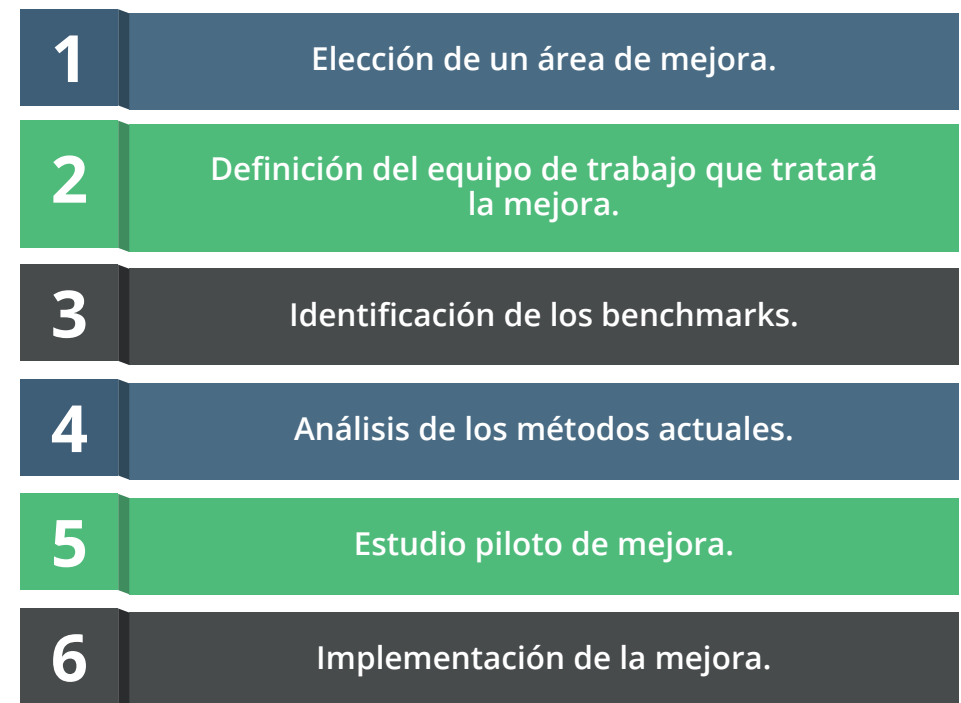 1
Elección de un área de mejora.
2
Definición del equipo de trabajo que tratará
la mejora.
3
Identificación de los benchmarks.
4
Análisis de los métodos actuales.
5
Estudio piloto de mejora.
6
Implementación de la mejora.